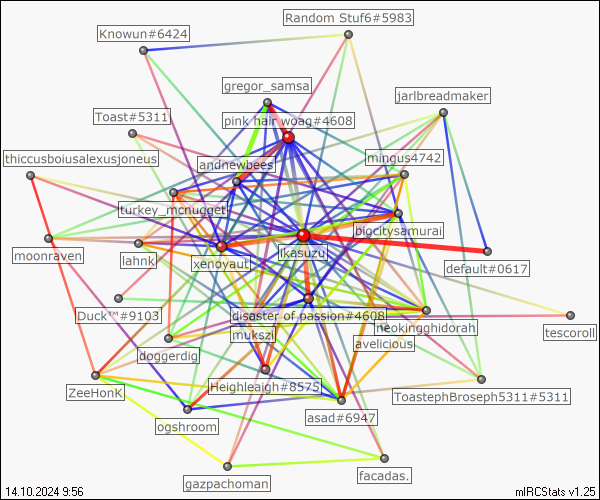 Random Stuf6#5983
Knowun#6424
gregor_samsa
jarlbreadmaker
Toast#5311
pink hair woag#4608
thiccusboiusalexusjoneus
andnewbees
mingus4742
turkey_mcnugget
bigcitysamurai
moonraven
lahnk
xenoyaut
ikasuzu
default#0617
Duck™#9103
disaster of passion#4608
neokingghidorah
tescoroll
doggerdig
mukszi
avelicious
ZeeHonK
Heighleaigh#8575
ToastephBroseph5311#5311
ogshroom
asad#6947
gazpachoman
facadas.
14.10.2024 9:56
mIRCStats v1.25